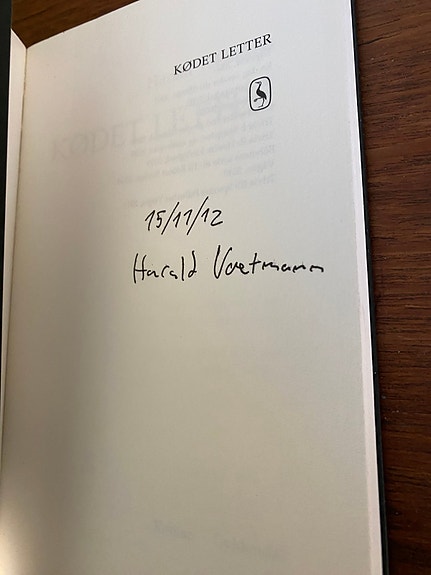 KØDET LETTER
15/11/12
Harald Voetmann